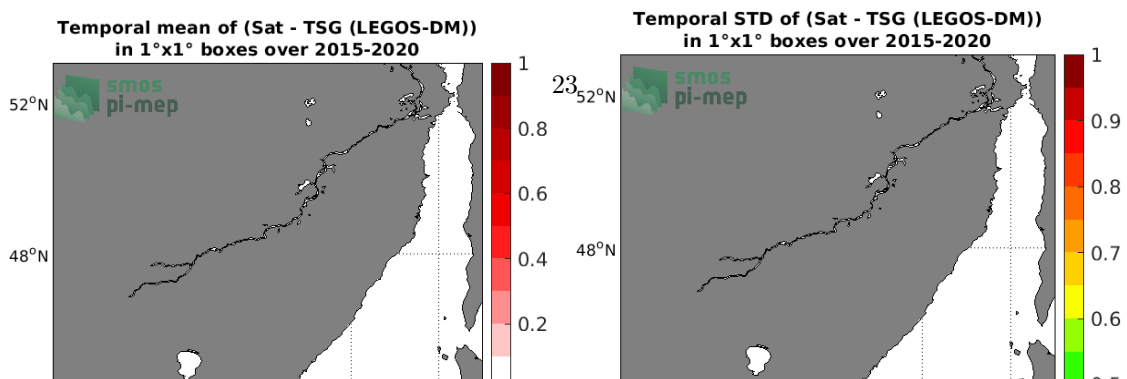 Temporal mean of (Sat - TSG (LEGOS-DM))
in 1°x1° boxes over 2015-2020
smos
pi-mep
52°N
48°N
1
0.8
0.6
0.4
0.2
23
Temporal STD of (Sat - TSG (LEGOS-DM))
in 1°x1° boxes over 2015-2020
smos
pi-mep
52°N
48°N
1
0.9
0.8
0.7
0.6